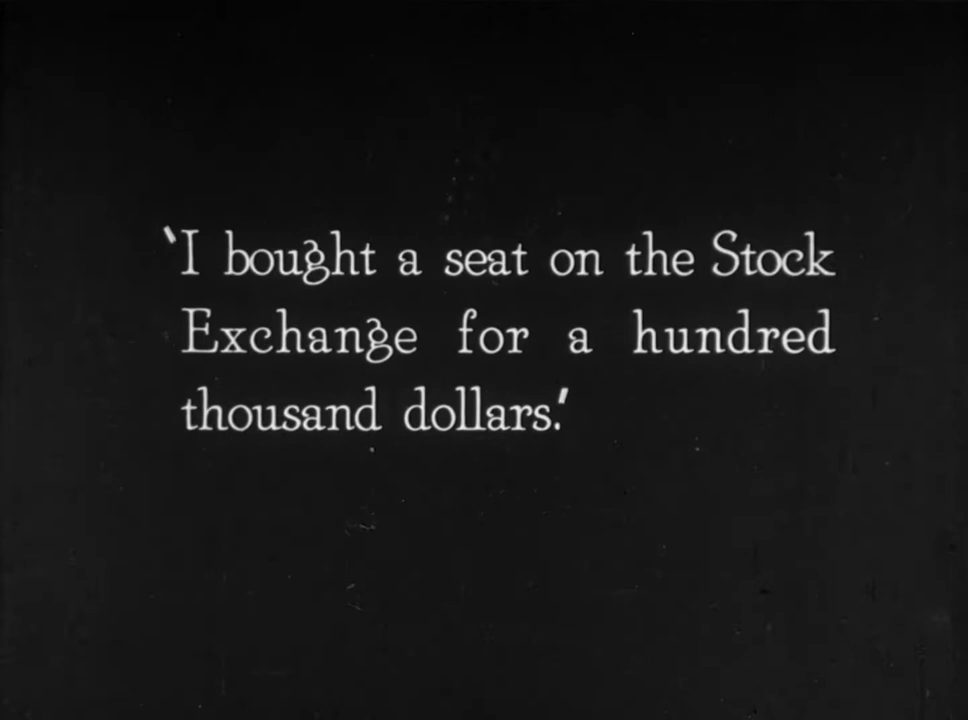 ‵I bought a seat on the Stock
Exchange for a hundred
thousand dollars.′